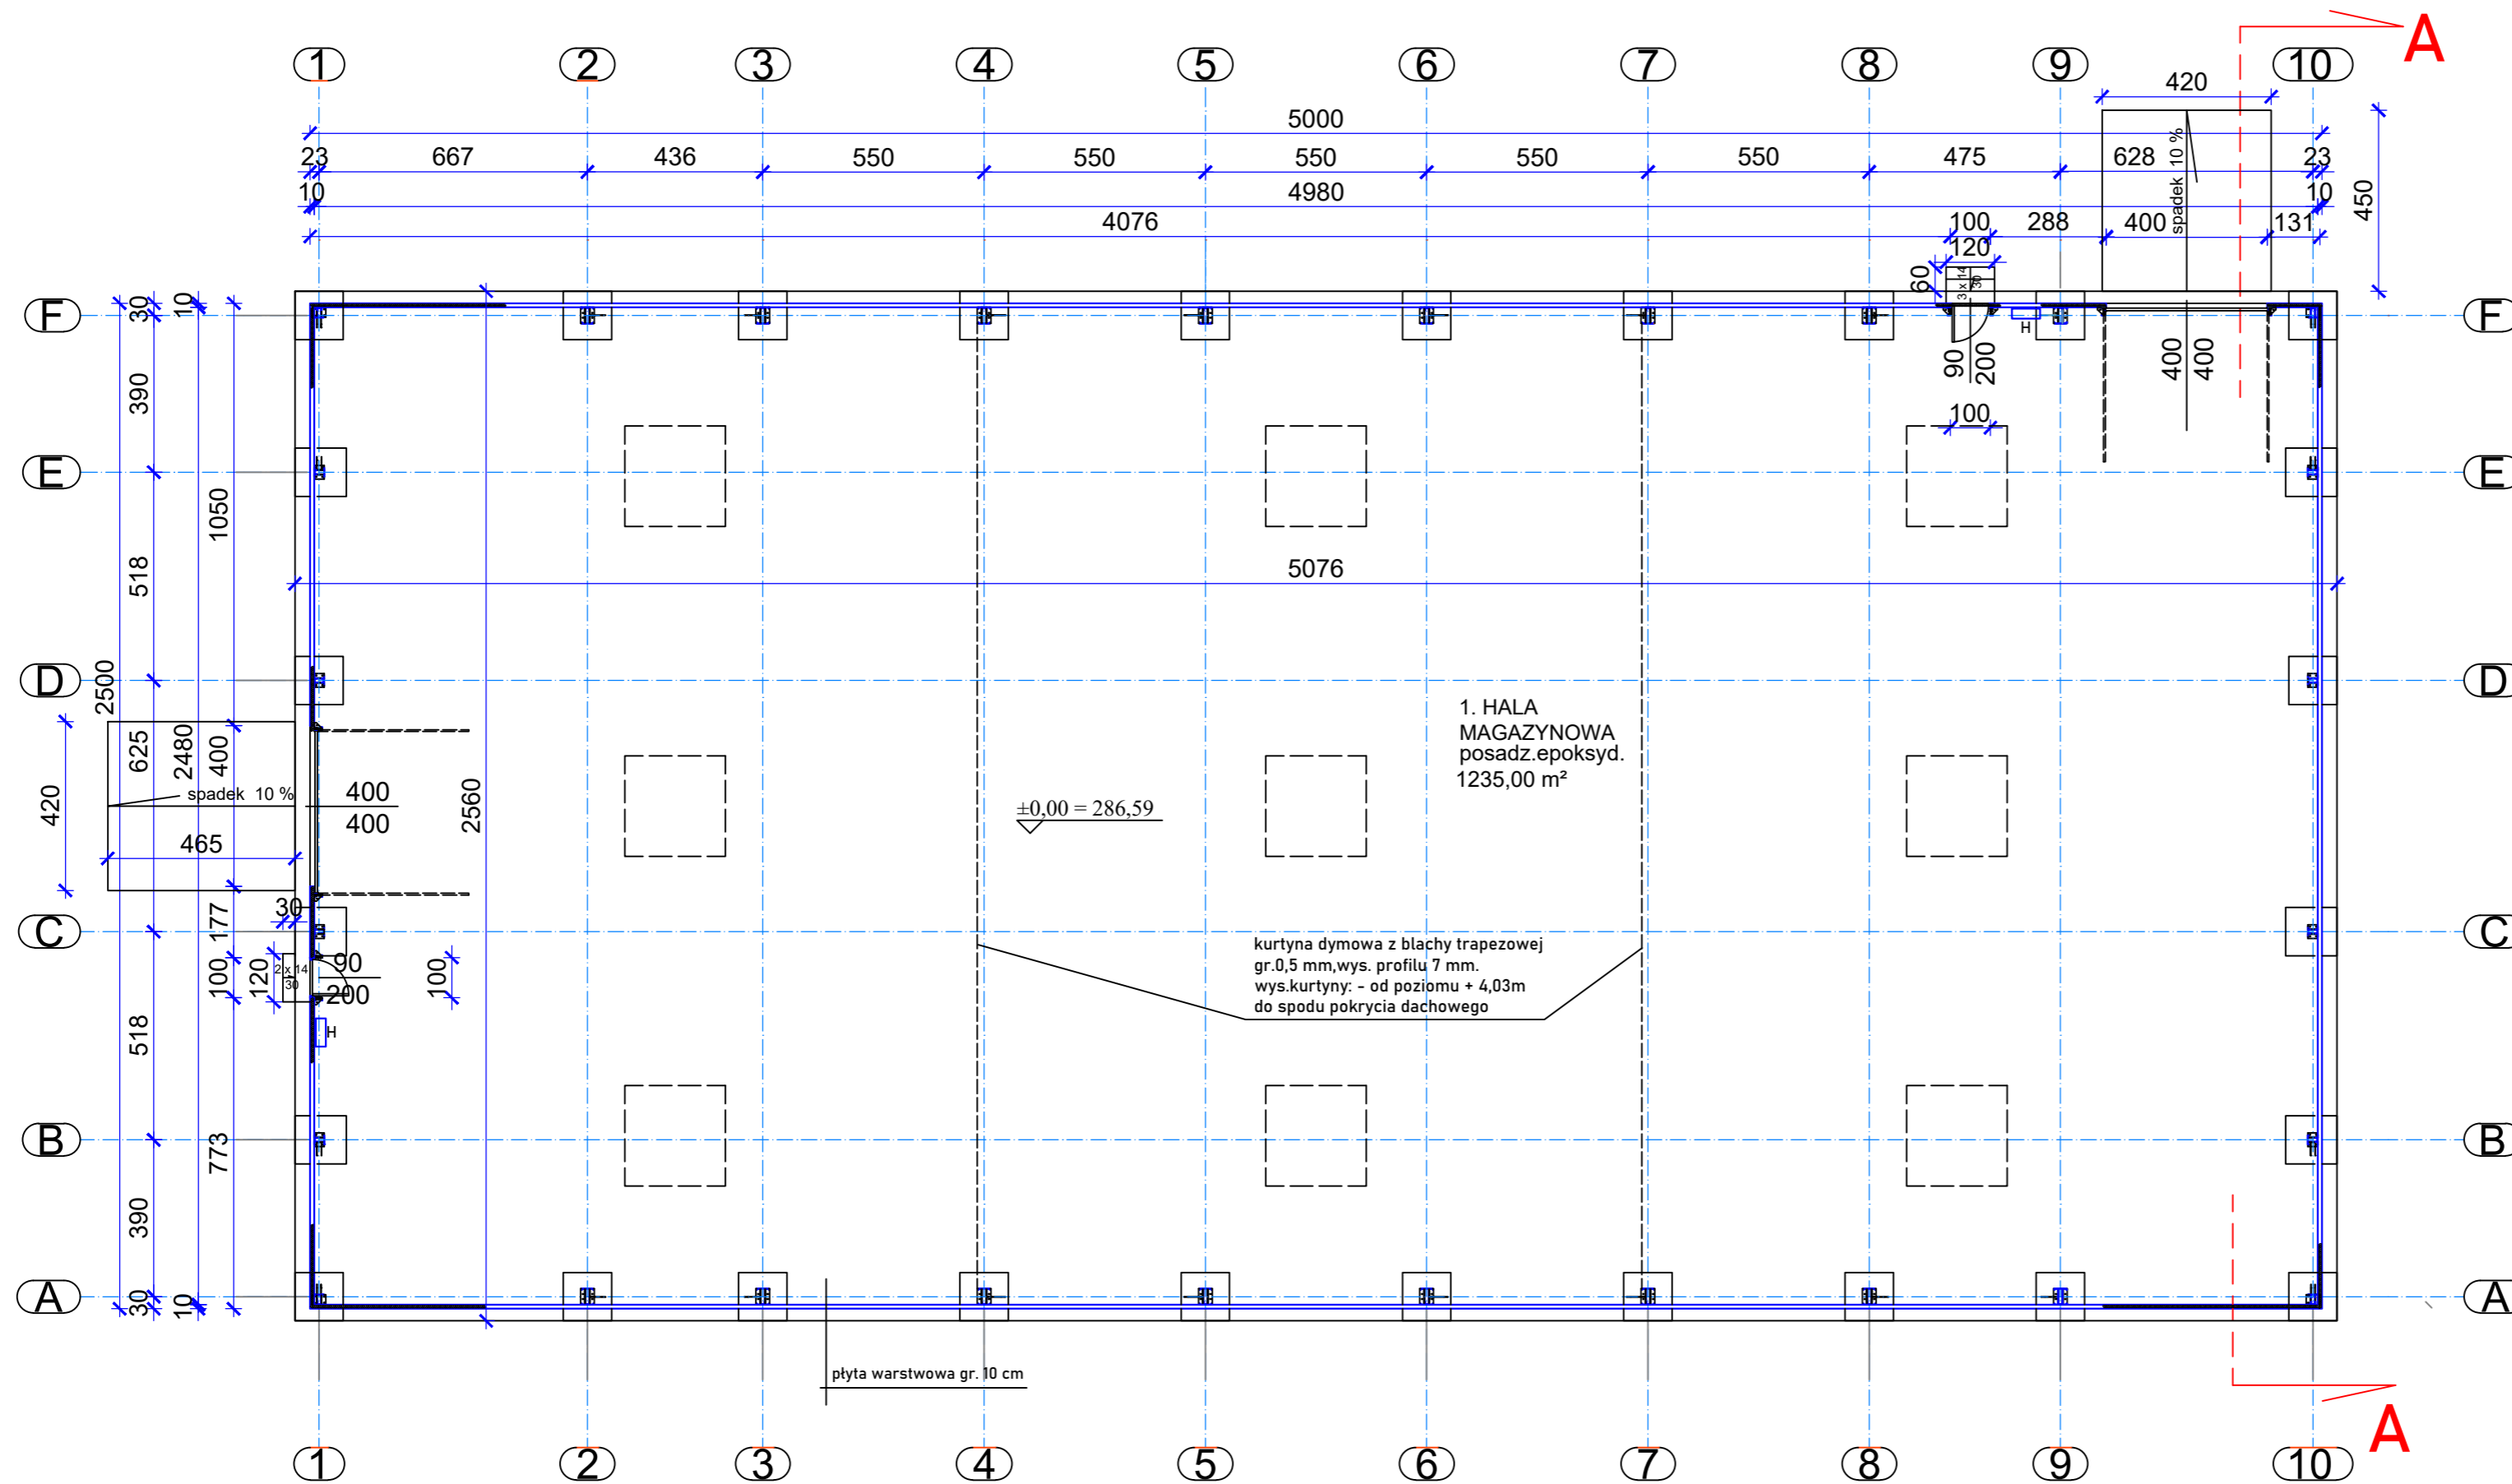 A
1 2 3 4 5 6 7 8 9 10
420
5000
23 667 436 550 550 550 550 550 475 628 23
10 4980 10
450
4076 100 288 400 131
spadek 10 %
120
60
3 x 14
30
F 30 10 F
H
90
200
400
400
390
100
E E
1050
518
5076
D D
2500
1. HALA
MAGAZYNOWA
posadz.epoksyd.
1235,00 m²
625 2480 400
420
spadek 10 %
400
400
2560
±0,00 = 286,59
465
30
177
C C
kurtyna dymowa z blachy trapezowej
gr.0,5 mm,wys. profilu 7 mm.
wys.kurtyny: - od poziomu + 4,03m
do spodu pokrycia dachowego
100 120
2 x 14
30
90
200
100
H
518
B B
773
390
A 30 10 A
płyta warstwowa gr. 10 cm
A
1 2 3 4 5 6 7 8 9 10